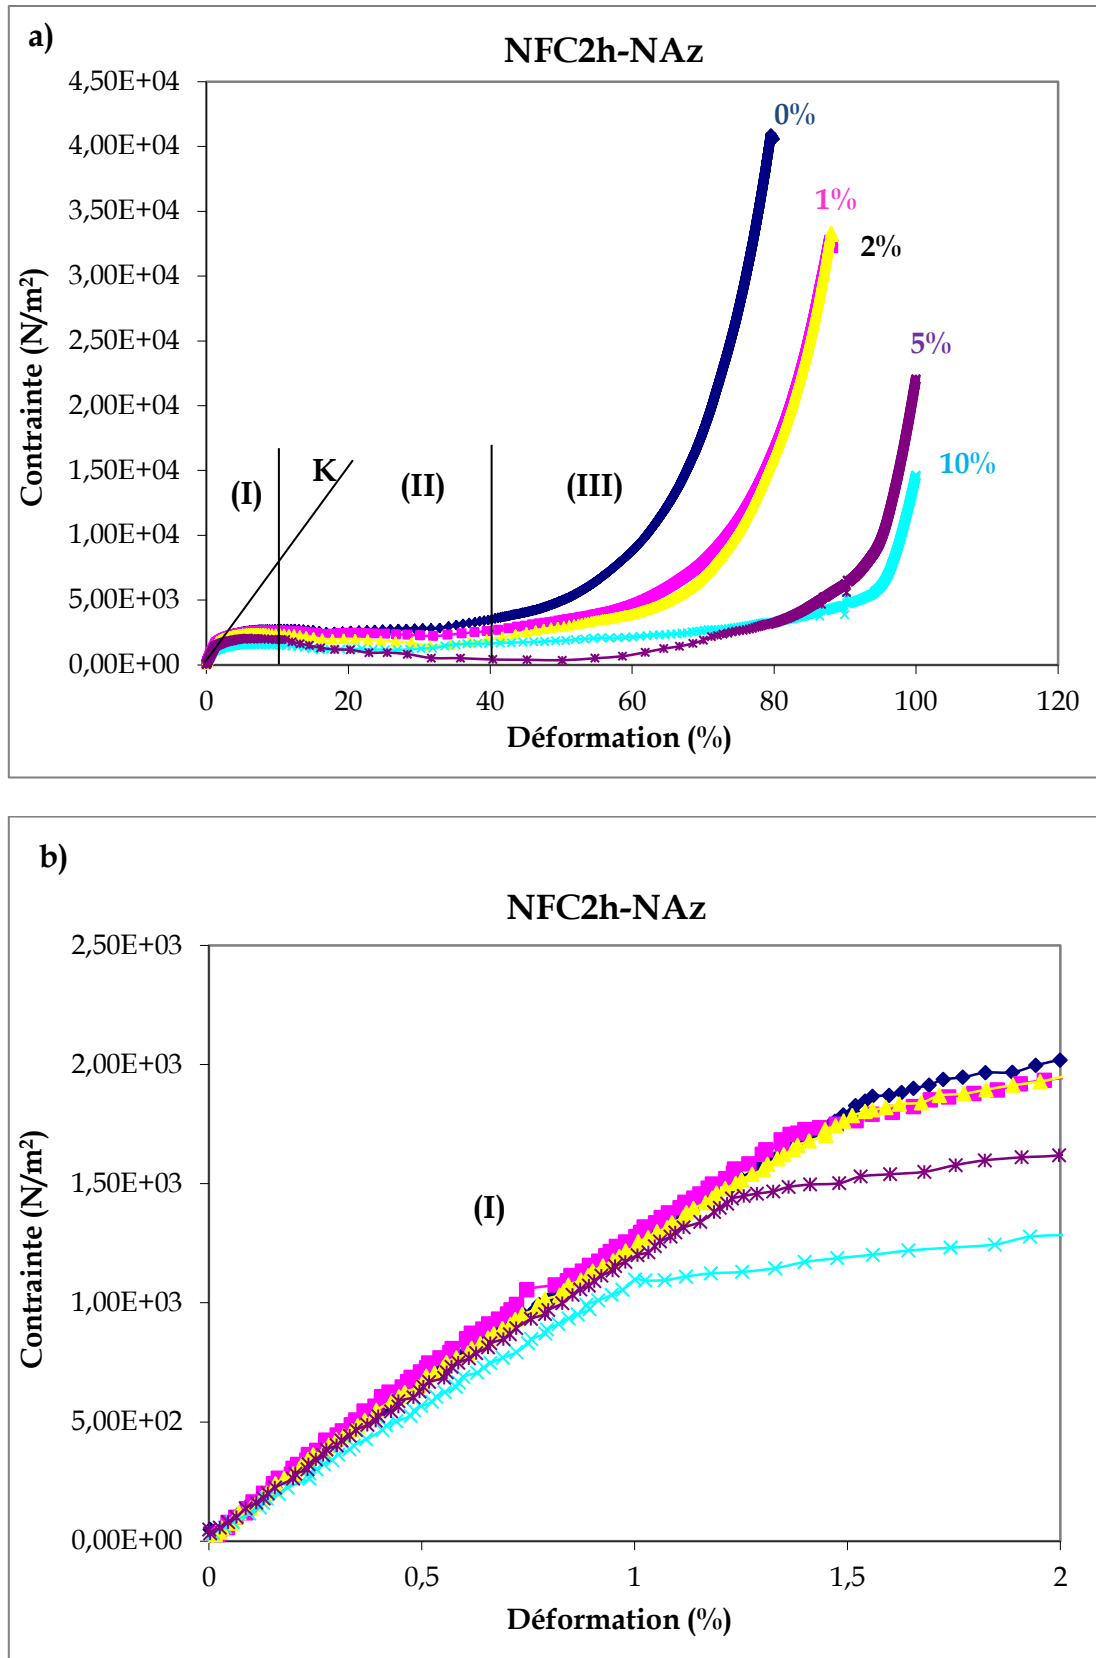 a)
NFC2h-NAz
4,50E+04
4,00E+04
3,50E+04
3,00E+04
2,50E+04
2,00E+04
1,50E+04
1,00E+04
5,00E+03
0,00E+00
Contrainte (N/m²)
0%
1%
2%
5%
10%
(I)
K
(II)
(III)
0 20 40 60 80 100 120
Déformation (%)
b)
NFC2h-NAz
2,50E+03
2,00E+03
1,50E+03
1,00E+03
5,00E+02
0,00E+00
Contrainte (N/m²)
(I)
0 0,5 1 1,5 2
Déformation (%)